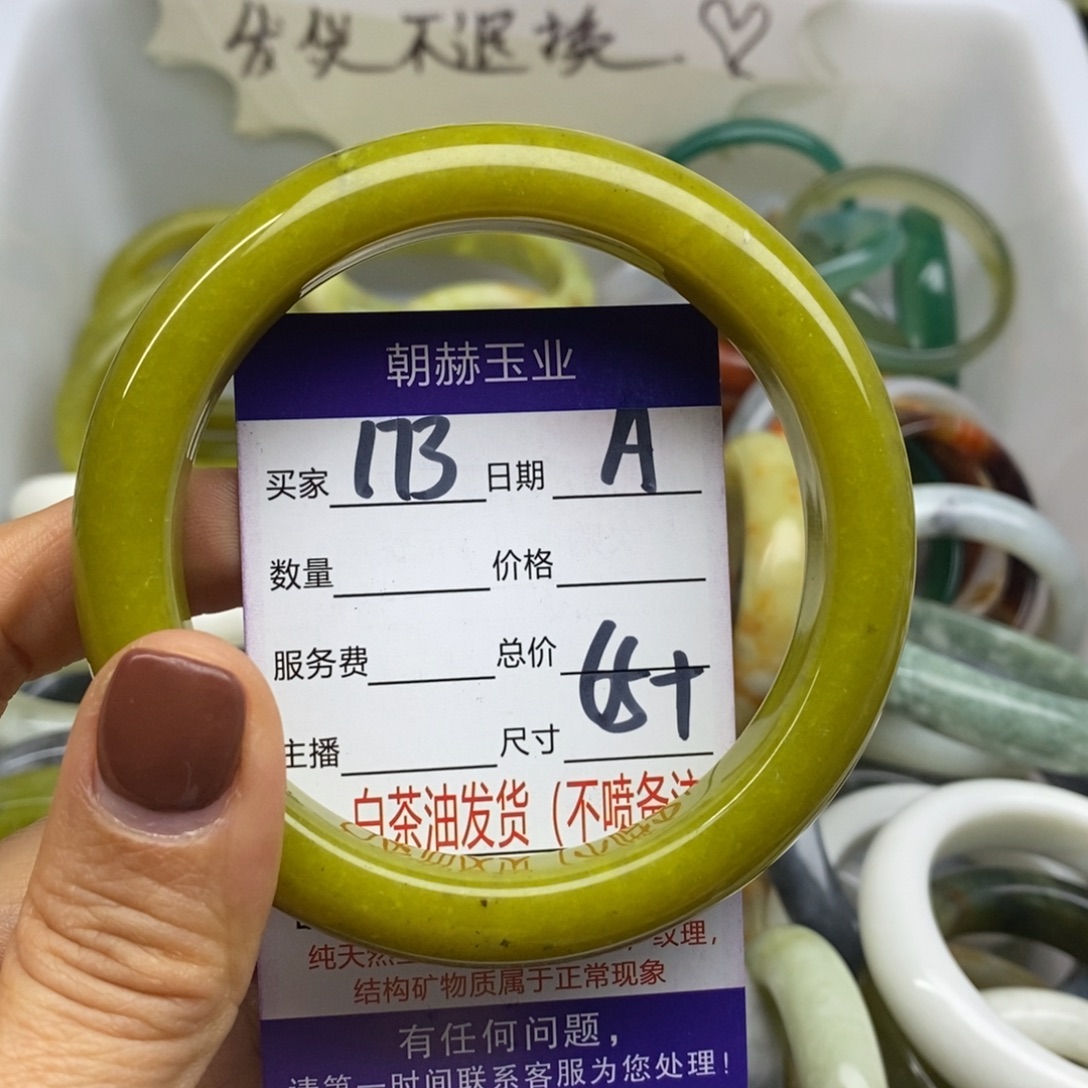 发货不退换
朝赫玉业
买家 173 日期 A
数量 价格
服务费 总价
65+
主播 尺寸
白茶油发货(不喷备注
纯天然 纹理,
结构矿物质属于正常现象
有任何问题,
请第一时间联系客服为您处理!